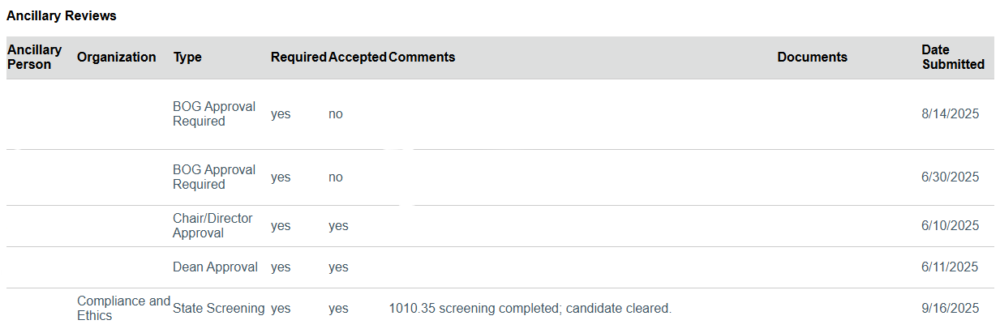 Ancillary Reviews
Ancillary Person Organization Type Required Accepted Comments Documents Date Submitted
BOG Approval Required yes no 8/14/2025
BOG Approval Required yes no 6/30/2025
Chair/Director Approval yes yes 6/10/2025
Dean Approval yes yes 6/11/2025
Compliance and Ethics State Screening yes yes 1010.35 screening completed; candidate cleared. 9/16/2025